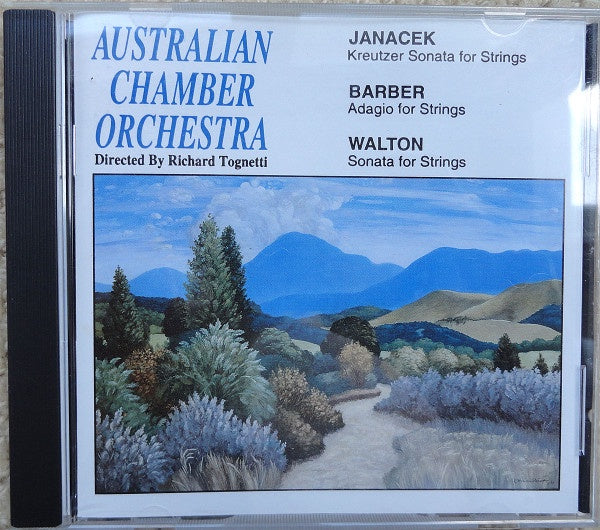 AUSTRALIAN
CHAMBER
ORCHESTRA
Directed By Richard Tognetti
JANACEK
Kreutzer Sonata for Strings
BARBER
Adagio for Strings
WALTON
Sonata for Strings